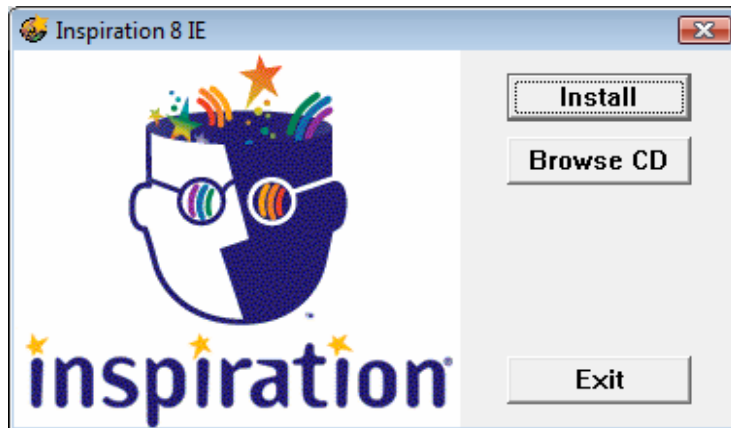 Inspiration 8 IE
Install
Browse CD
inspiration®
Exit